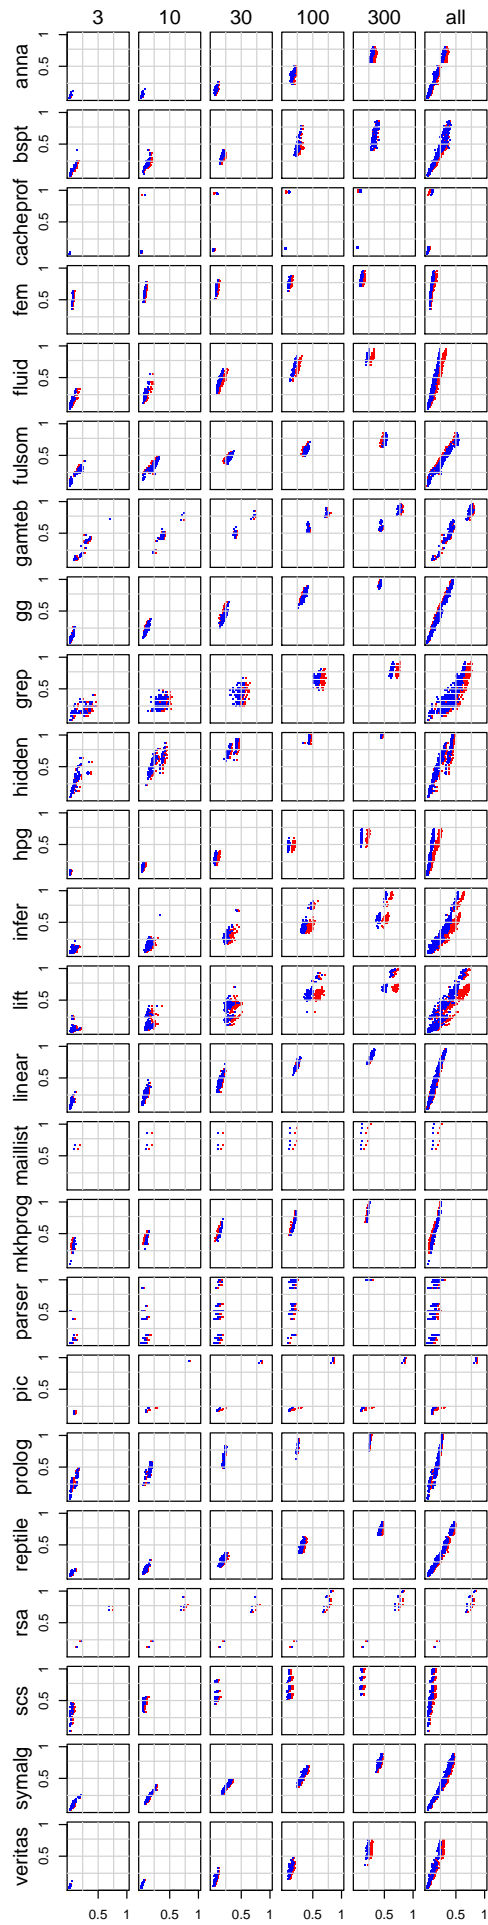 3 10 30 100 300 all
anna 0.5 1
bspt 0.5 1
cacheprof 0.5 1
fem 0.5 1
fluid 0.5 1
fulsom 0.5 1
gamteb 0.5 1
gg 0.5 1
grep 0.5 1
hidden 0.5 1
hpg 0.5 1
infer 0.5 1
lift 0.5 1
linear 0.5 1
maillist 0.5 1
mkhprog 0.5 1
parser 0.5 1
pic 0.5 1
prolog 0.5 1
reptile 0.5 1
rsa 0.5 1
scs 0.5 1
symalg 0.5 1
veritas 0.5 1
0.5 1 0.5 1 0.5 1 0.5 1 0.5 1 0.5 1